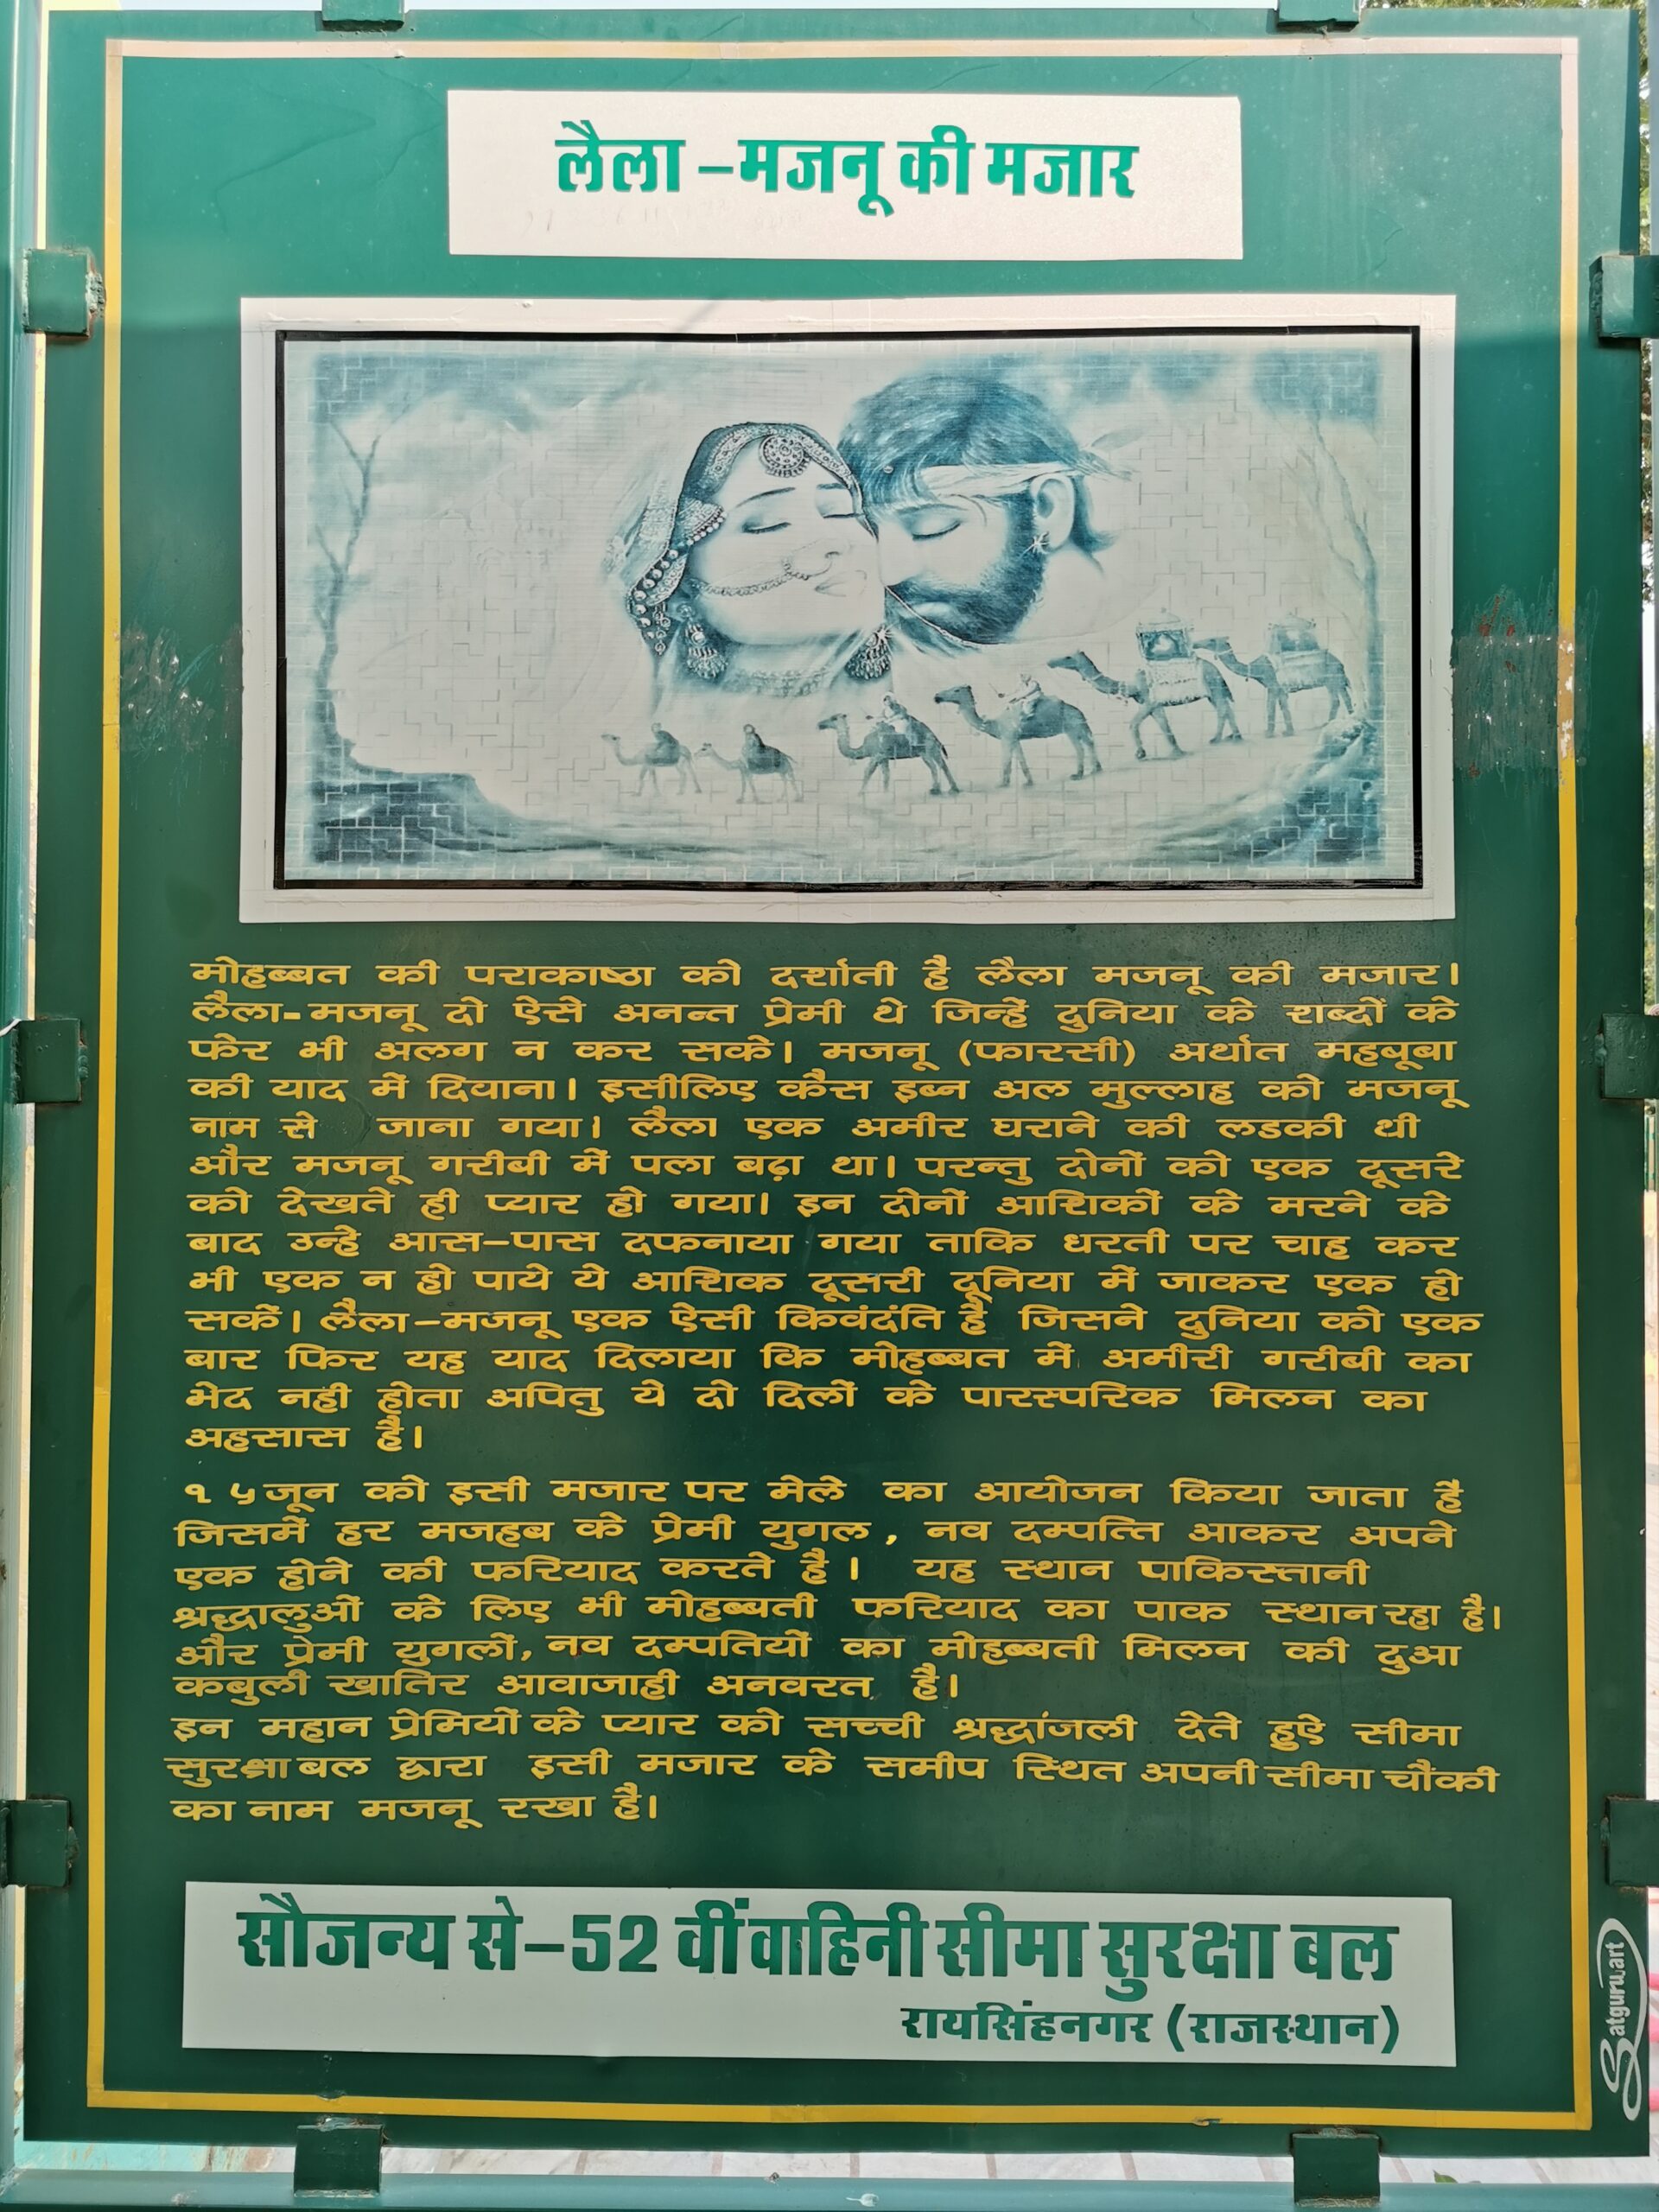 लैला –मजनू की मजार
मोहब्बत की पराकाष्ठा को दर्शाती है लैला मजनू की मजार।
लैला-मजनू दो ऐसे अनन्त प्रेमी थे जिन्हें दुनिया के शब्दों के
फेर भी अलग न कर सके। मजनू (फारसी) अर्थात महबूबा
की याद में दिवाना। इसीलिए कैस इब्न अल मुल्लाह को मजनू
नाम से जाना गया। लैला एक अमीर घराने की लडकी थी
और मजनू गरीबी में पला बढ़ा था। परन्तु दोनों को एक दूसरे
को देखते ही प्यार हो गया। इन दोनों आशिकों के मरने के
बाद उन्हे आस-पास दफनाया गया ताकि धरती पर चाह कर
भी एक न हो पाये ये आशिक दूसरी दूनिया में जाकर एक हो
सकें। लैला-मजनू एक ऐसी किवंदंति है जिसने दुनिया को एक
बार फिर यह याद दिलाया कि मोहब्बत में अमीरी गरीबी का
भेद नही होता अपितु ये दो दिलों के पारस्परिक मिलन का
अहसास है।
१५ जून को इसी मजार पर मेले का आयोजन किया जाता है
जिसमें हर मजहब के प्रेमी युगल , नव दम्पत्ति आकर अपने
एक होने की फरियाद करते है। यह स्थान पाकिस्तानी
श्रद्धालुओं के लिए भी मोहब्बती फरियाद का पाक स्थान रहा है।
और प्रेमी युगलों, नव दम्पतियों का मोहब्बती मिलन की दुआ
कबुली खातिर आवाजाही अनवरत है।
इन महान प्रेमियों के प्यार को सच्ची श्रद्धांजली देते हुऐ सीमा
सुरक्षा बल द्वारा इसी मजार के समीप स्थित अपनी सीमा चौकी
का नाम मजनू रखा है।
सौजन्य से–52 वीं वाहिनी सीमा सुरक्षा बल
रायसिंहनगर (राजस्थान)
Satguru.art